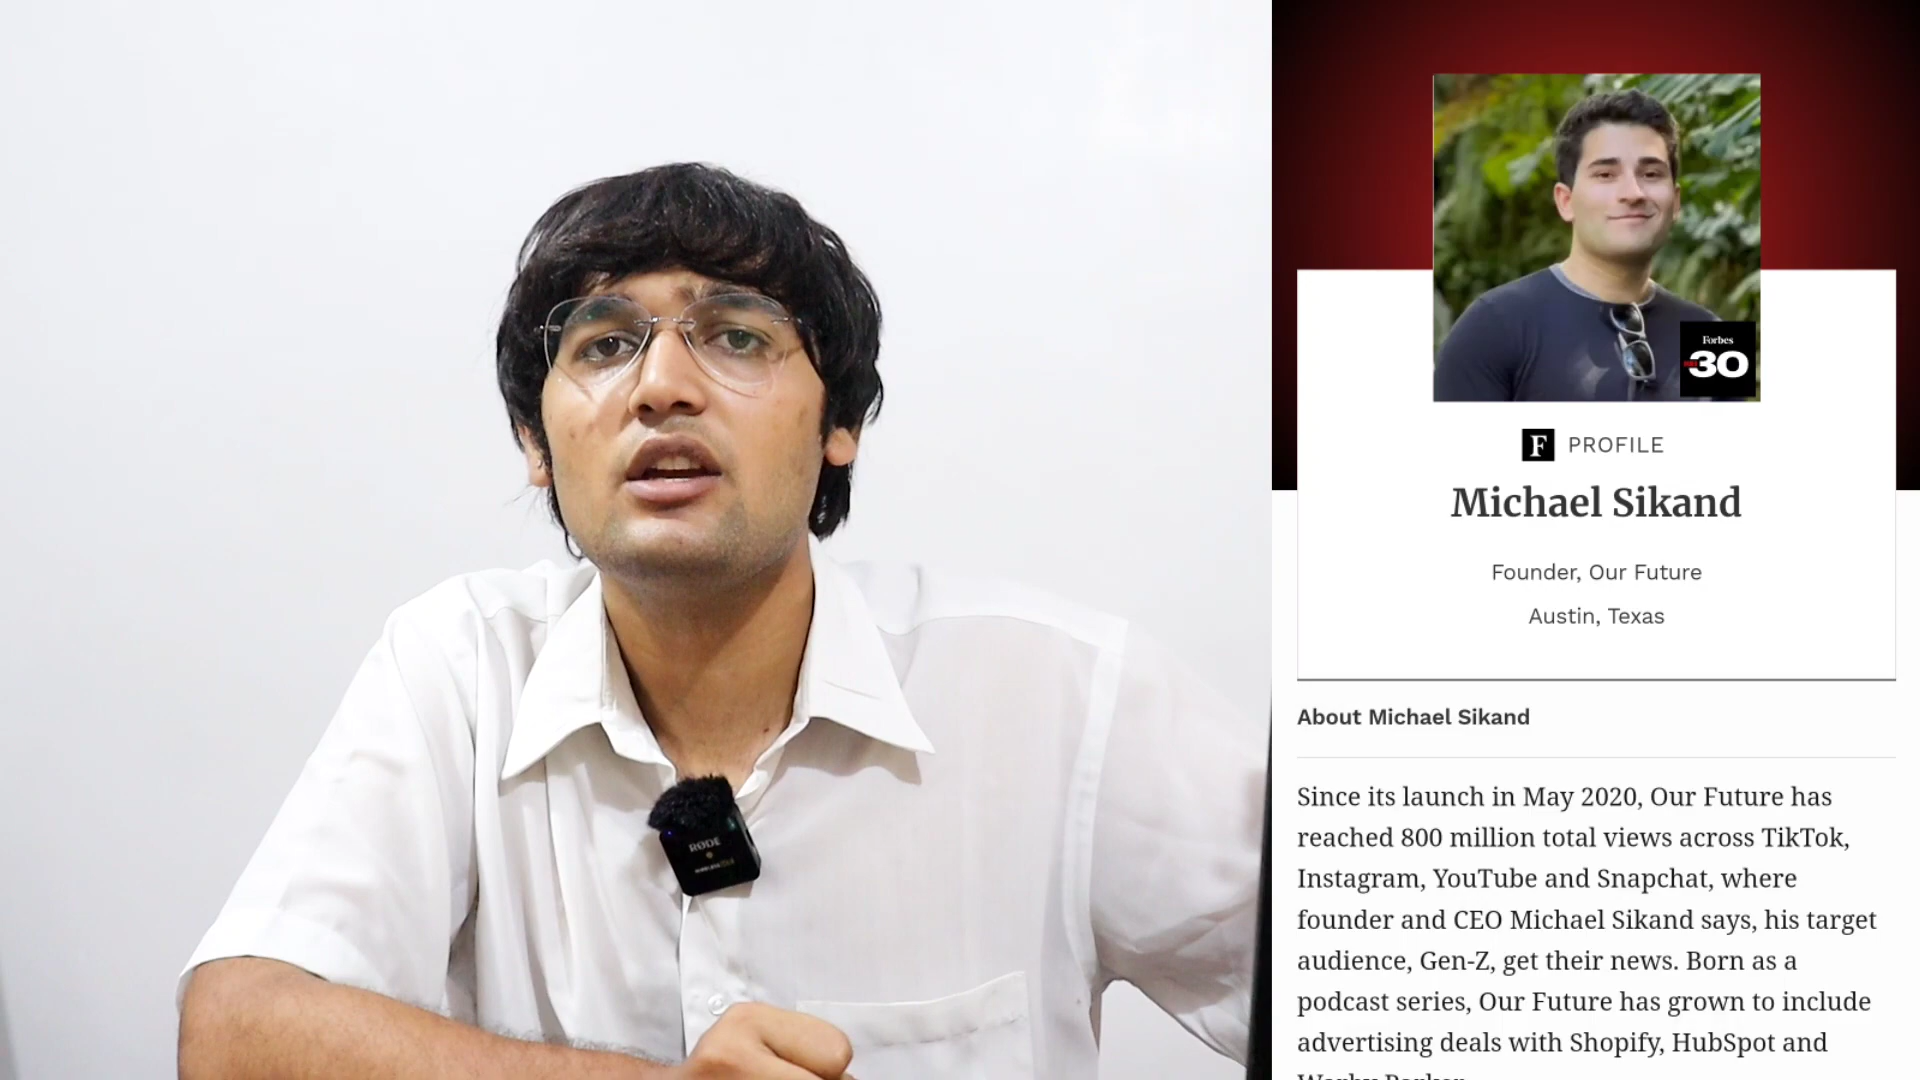 RØDE
Forbes
30
F PROFILE
Michael Sikand
Founder, Our Future
Austin, Texas
About Michael Sikand
Since its launch in May 2020, Our Future has
reached 800 million total views across TikTok,
Instagram, YouTube and Snapchat, where
founder and CEO Michael Sikand says, his target
audience, Gen-Z, get their news. Born as a
podcast series, Our Future has grown to include
advertising deals with Shopify, HubSpot and